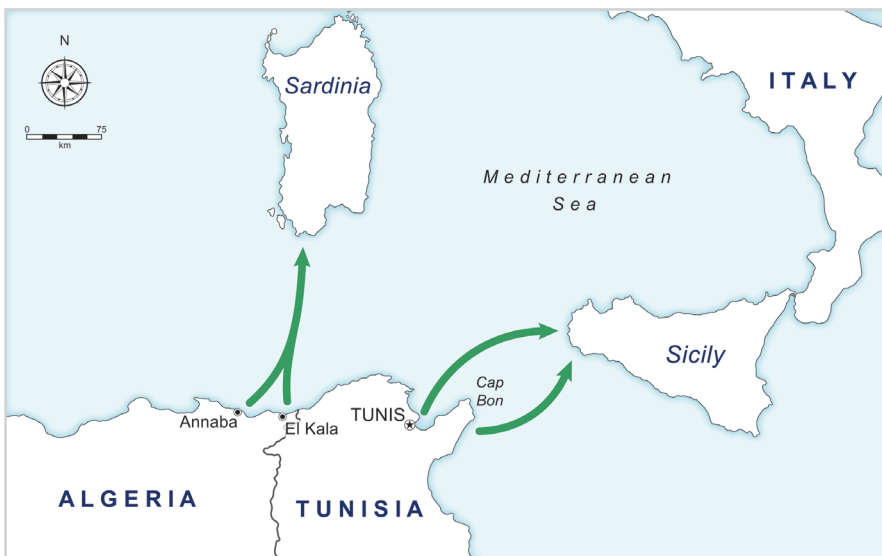 N
0 75
km
Sardinia
ITALY
Mediterranean
Sea
Sicily
Cap
Bon
Annaba
El Kala
TUNIS
ALGERIA
TUNISIA